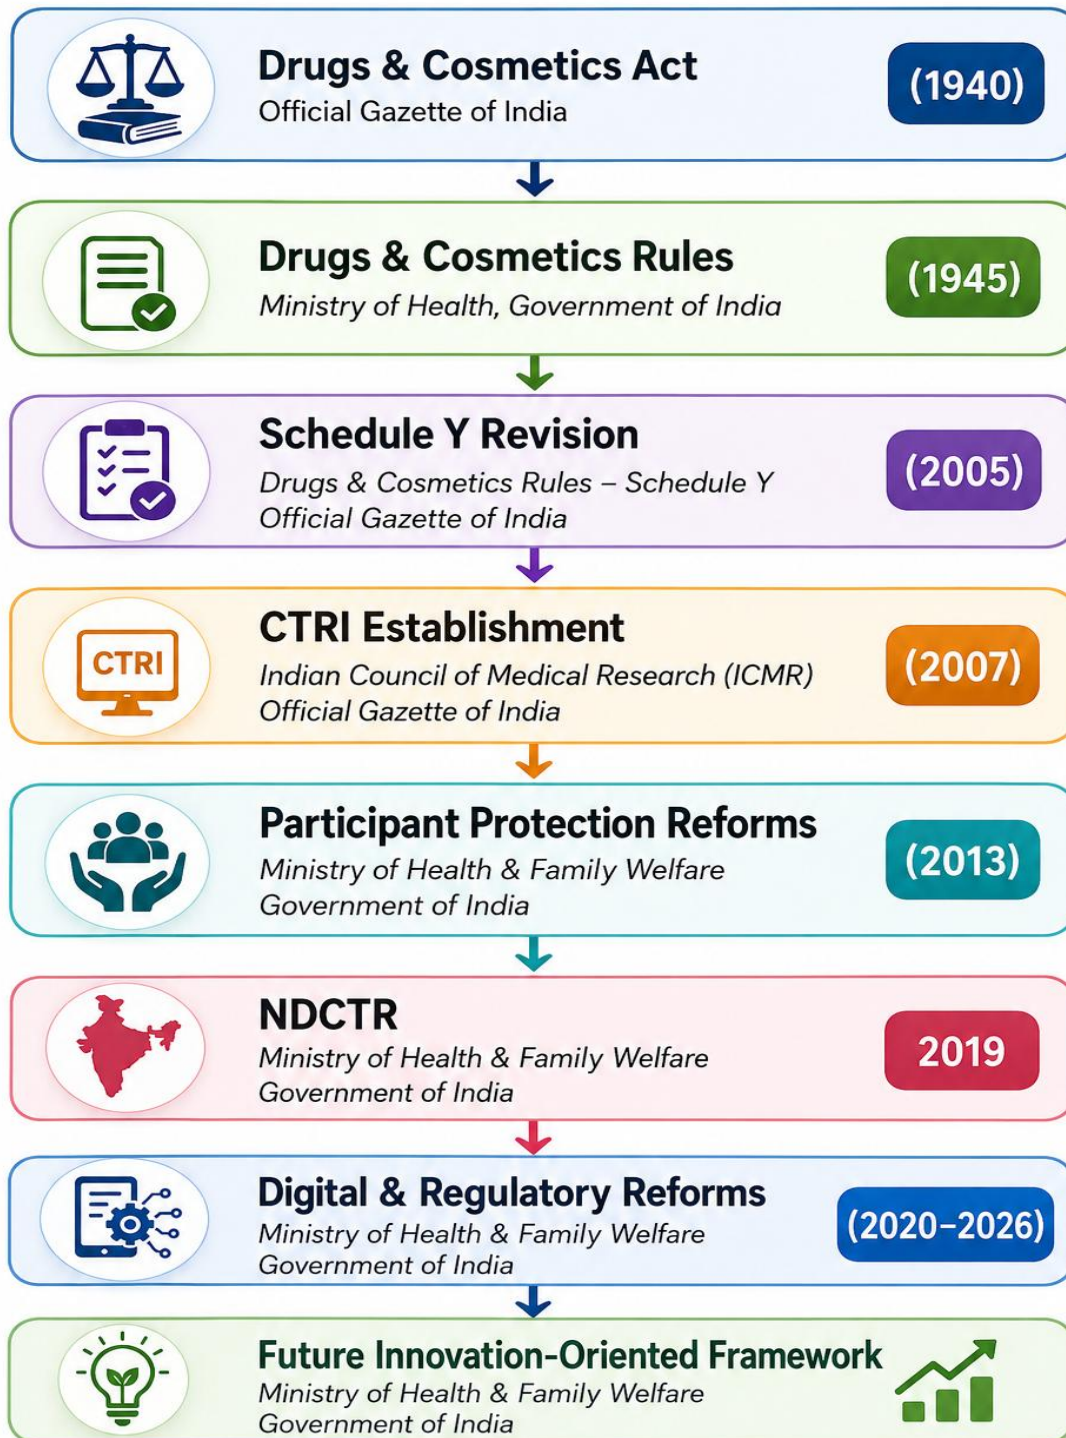 Drugs & Cosmetics Act
Official Gazette of India
(1940)
Drugs & Cosmetics Rules
Ministry of Health, Government of India
(1945)
Schedule Y Revision
Drugs & Cosmetics Rules – Schedule Y
Official Gazette of India
(2005)
CTRI
CTRI Establishment
Indian Council of Medical Research (ICMR)
Official Gazette of India
(2007)
Participant Protection Reforms
Ministry of Health & Family Welfare
Government of India
(2013)
NDCTR
Ministry of Health & Family Welfare
Government of India
2019
Digital & Regulatory Reforms
Ministry of Health & Family Welfare
Government of India
(2020–2026)
Future Innovation-Oriented Framework
Ministry of Health & Family Welfare
Government of India